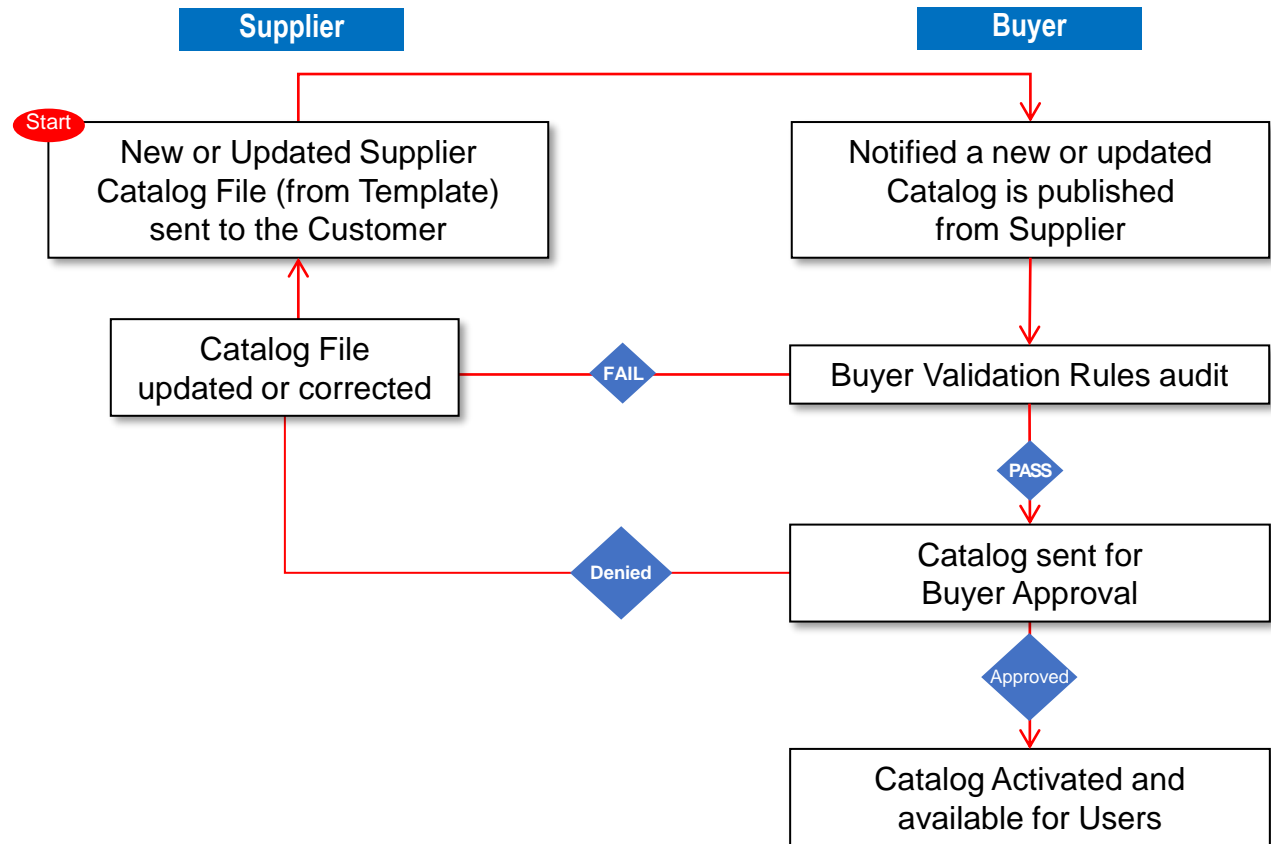 Supplier
Buyer
Start
New or Updated Supplier
Catalog File (from Template)
sent to the Customer
Notified a new or updated
Catalog is published
from Supplier
Catalog File
updated or corrected
FAIL
Buyer Validation Rules audit
PASS
Denied
Catalog sent for
Buyer Approval
Approved
Catalog Activated and
available for Users